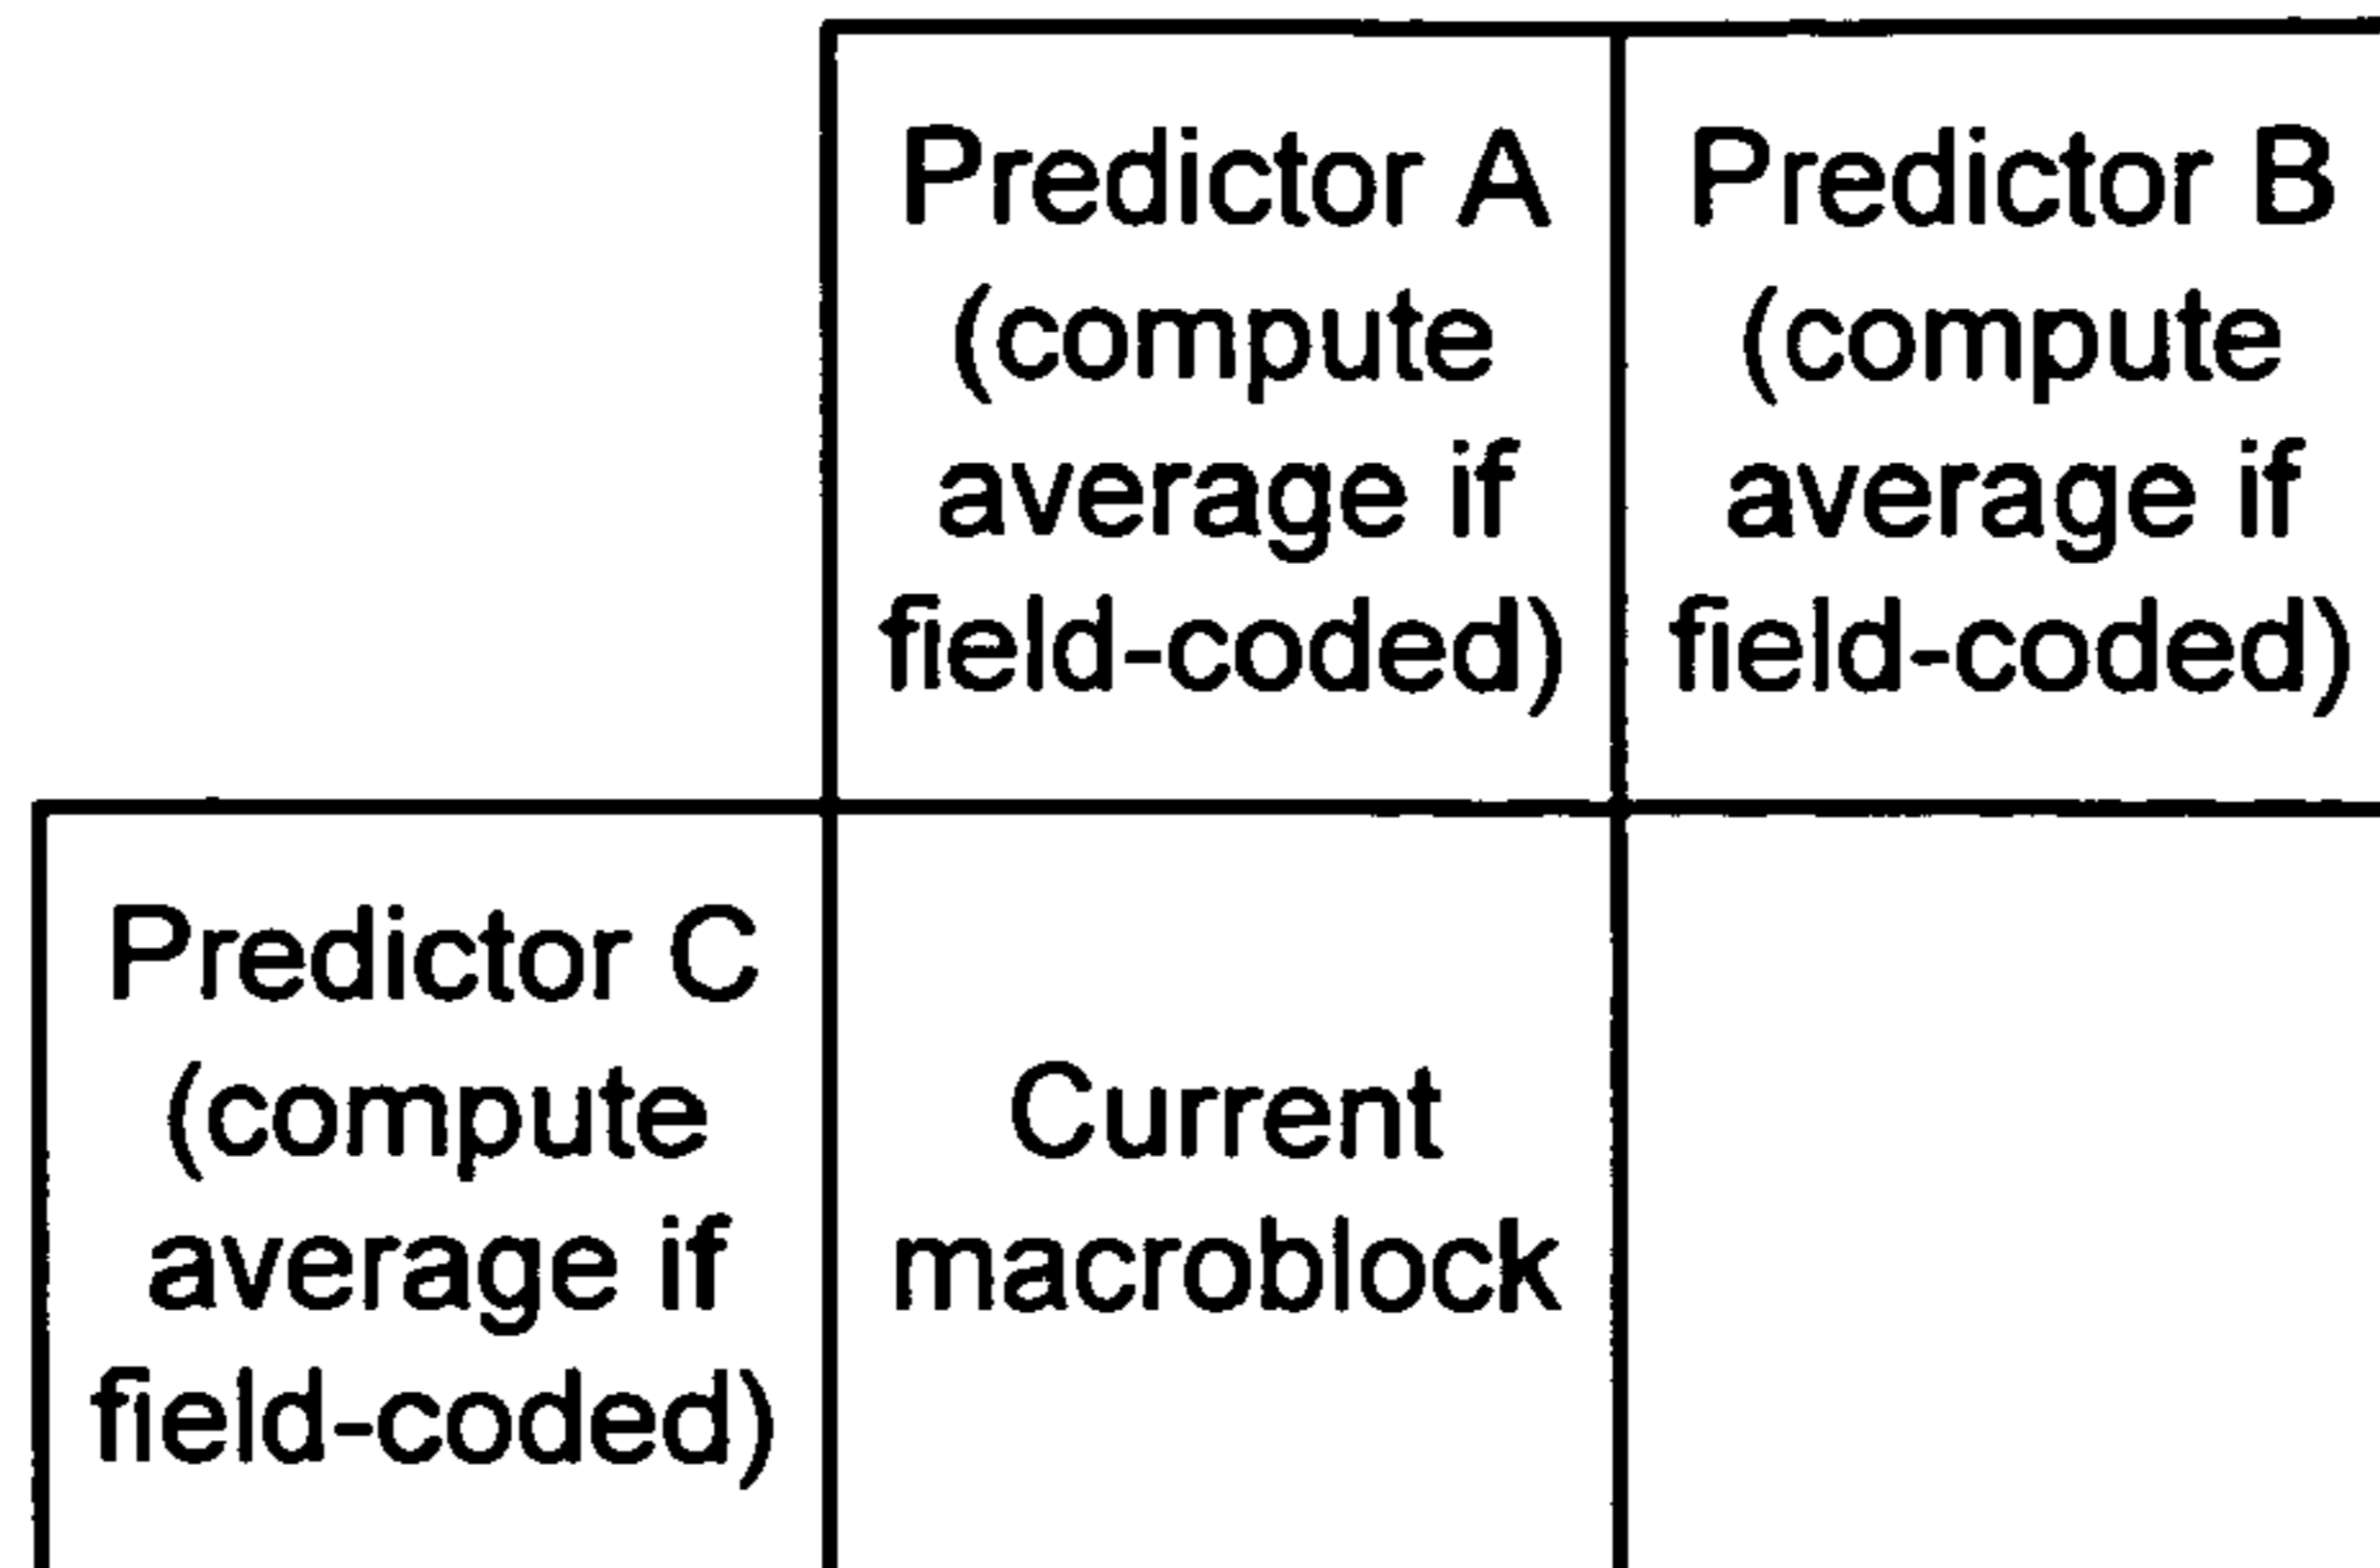 Predictor A
(compute
average if
field-coded)
Predictor B
(compute
average if
field-coded)
Predictor C
(compute
average if
field-coded)
Current
macroblock